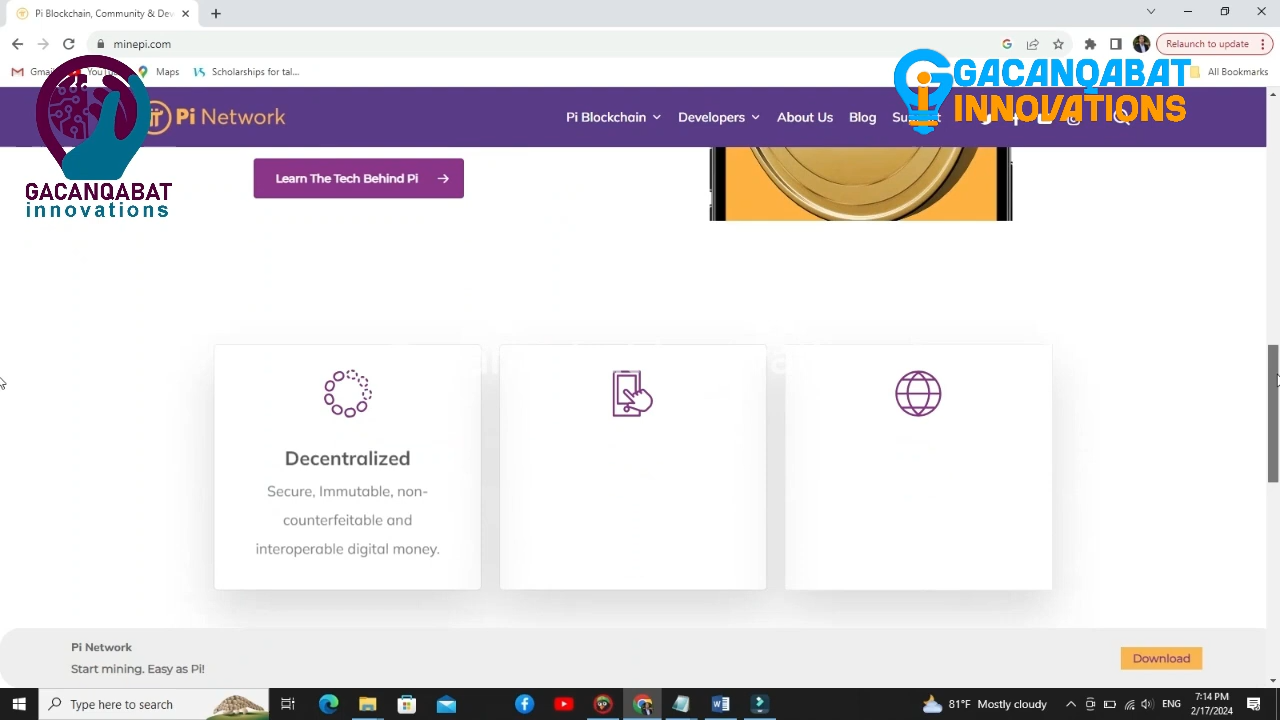 Pi Blockchain, Community & Dev
minepi.com
Relaunch to update
Gmai
YouTu
Maps
Scholarships for tal...
All Bookmarks
GACANQABAT
innovations
Pi Network
Pi Blockchain
Developers
About Us
Blog
Support
GACANQABAT
INNOVATIONS
Learn The Tech Behind Pi
Decentralized
Secure, Immutable, non-
counterfeitable and
interoperable digital money.
Pi Network
Start mining. Easy as Pi!
Download
Type here to search
81°F Mostly cloudy
ENG
7:14 PM
2/17/2024